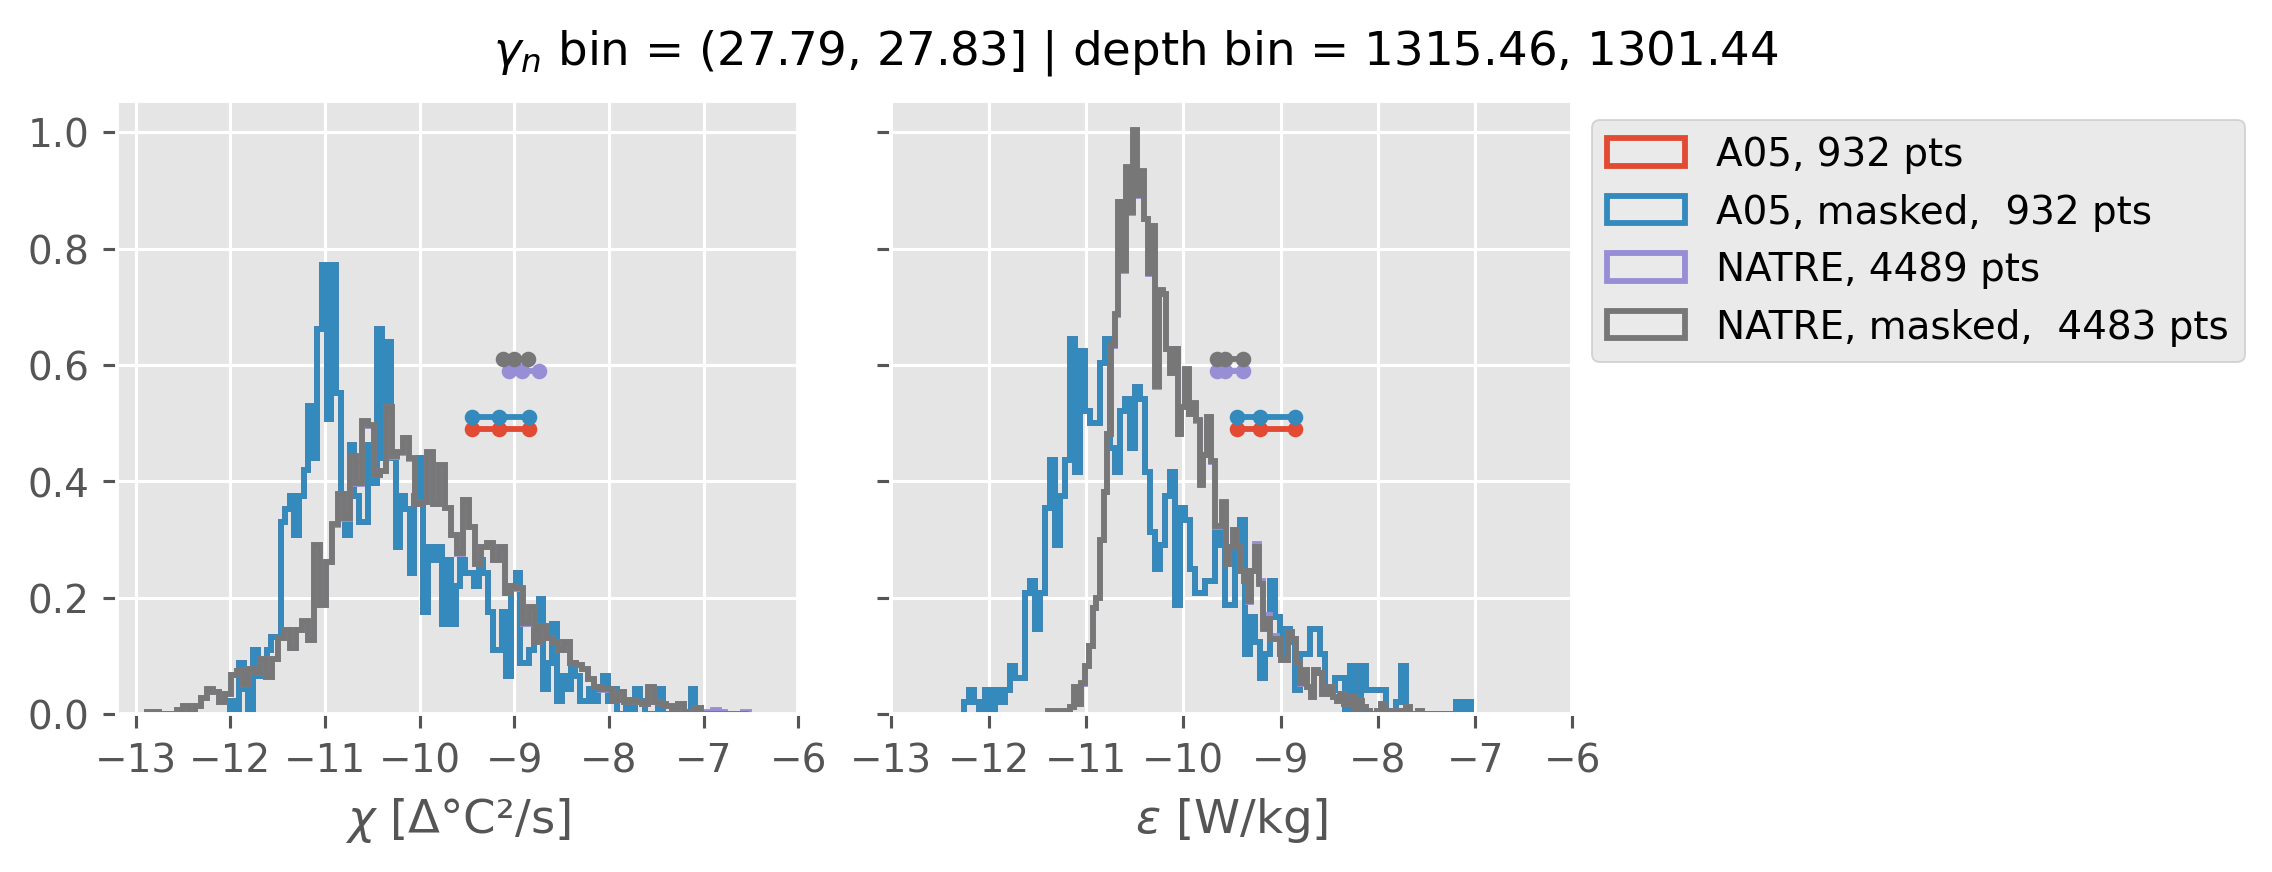 γn bin = (27.79, 27.83] | depth bin = 1315.46, 1301.44
1.0
0.8
0.6
0.4
0.2
0.0
−13 −12 −11 −10 −9 −8 −7 −6
χ [Δ°C²/s]
−13 −12 −11 −10 −9 −8 −7 −6
ε [W/kg]
A05, 932 pts
A05, masked,  932 pts
NATRE, 4489 pts
NATRE, masked,  4483 pts